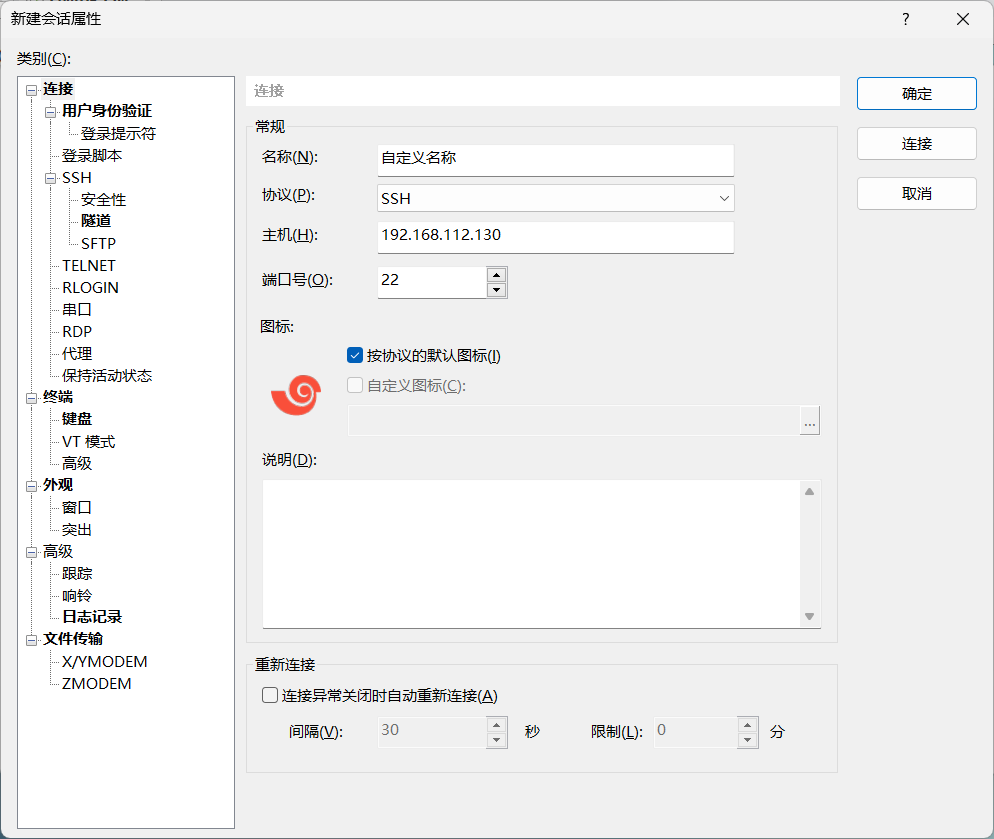 新建会话属性
?
类别(C):
连接
用户身份验证
登录提示符
登录脚本
SSH
安全性
隧道
SFTP
TELNET
RLOGIN
串口
RDP
代理
保持活动状态
终端
键盘
VT 模式
高级
外观
窗口
突出
高级
跟踪
响铃
日志记录
文件传输
X/YMODEM
ZMODEM
连接
常规
名称(N): 自定义名称
协议(P): SSH
主机(H): 192.168.112.130
端口号(O): 22
图标:
按协议的默认图标(I)
自定义图标(C):
...
说明(D):
重新连接
连接异常关闭时自动重新连接(A)
间隔(V): 30 秒 限制(L): 0 分
确定
连接
取消